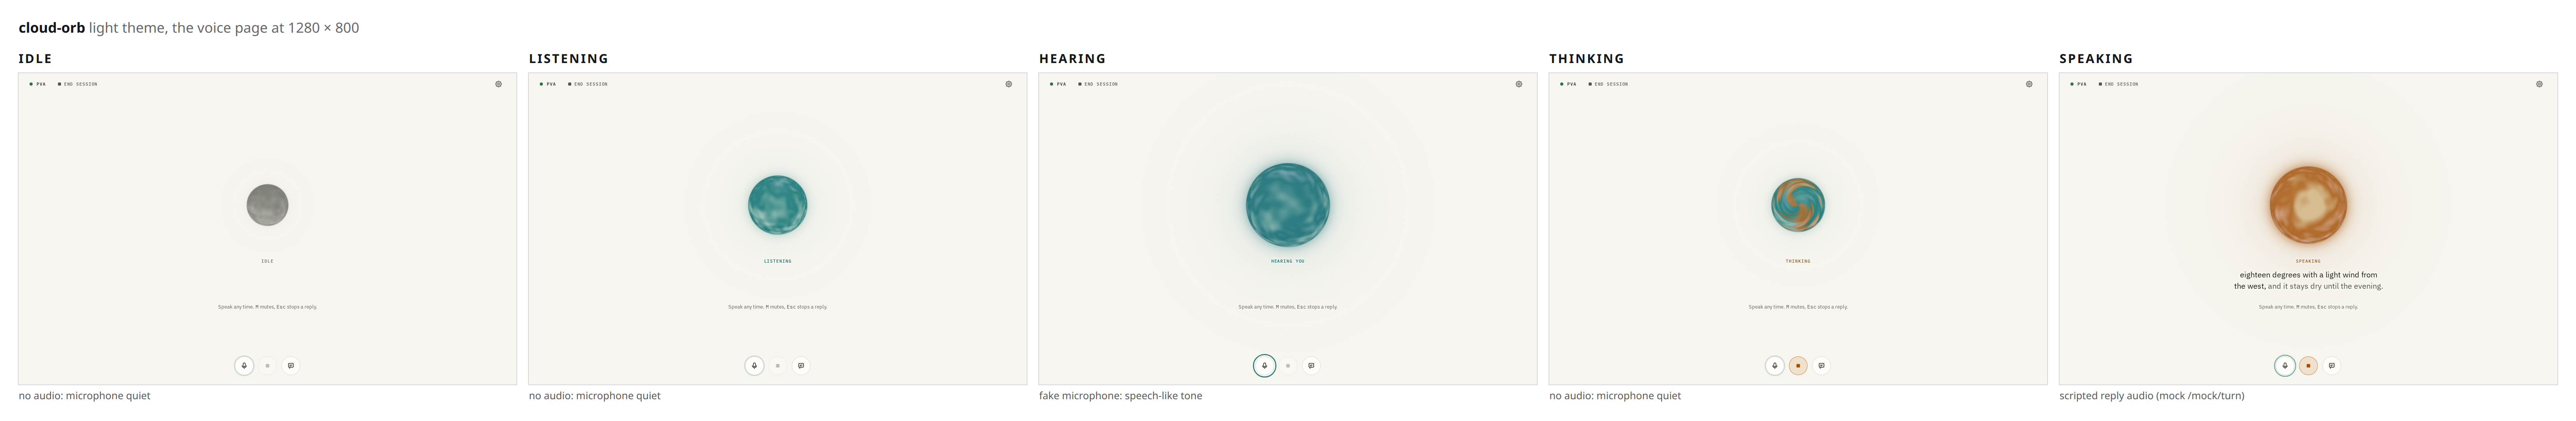 cloud-orb light theme, the voice page at 1280 × 800
IDLE
PVA END SESSION
IDLE
Speak any time. M mutes, Esc stops a reply.
no audio: microphone quiet
LISTENING
PVA END SESSION
LISTENING
Speak any time. M mutes, Esc stops a reply.
no audio: microphone quiet
HEARING
PVA END SESSION
HEARING YOU
Speak any time. M mutes, Esc stops a reply.
fake microphone: speech-like tone
THINKING
PVA END SESSION
THINKING
Speak any time. M mutes, Esc stops a reply.
no audio: microphone quiet
SPEAKING
PVA END SESSION
SPEAKING
eighteen degrees with a light wind from
the west, and it stays dry until the evening.
Speak any time. M mutes, Esc stops a reply.
scripted reply audio (mock /mock/turn)